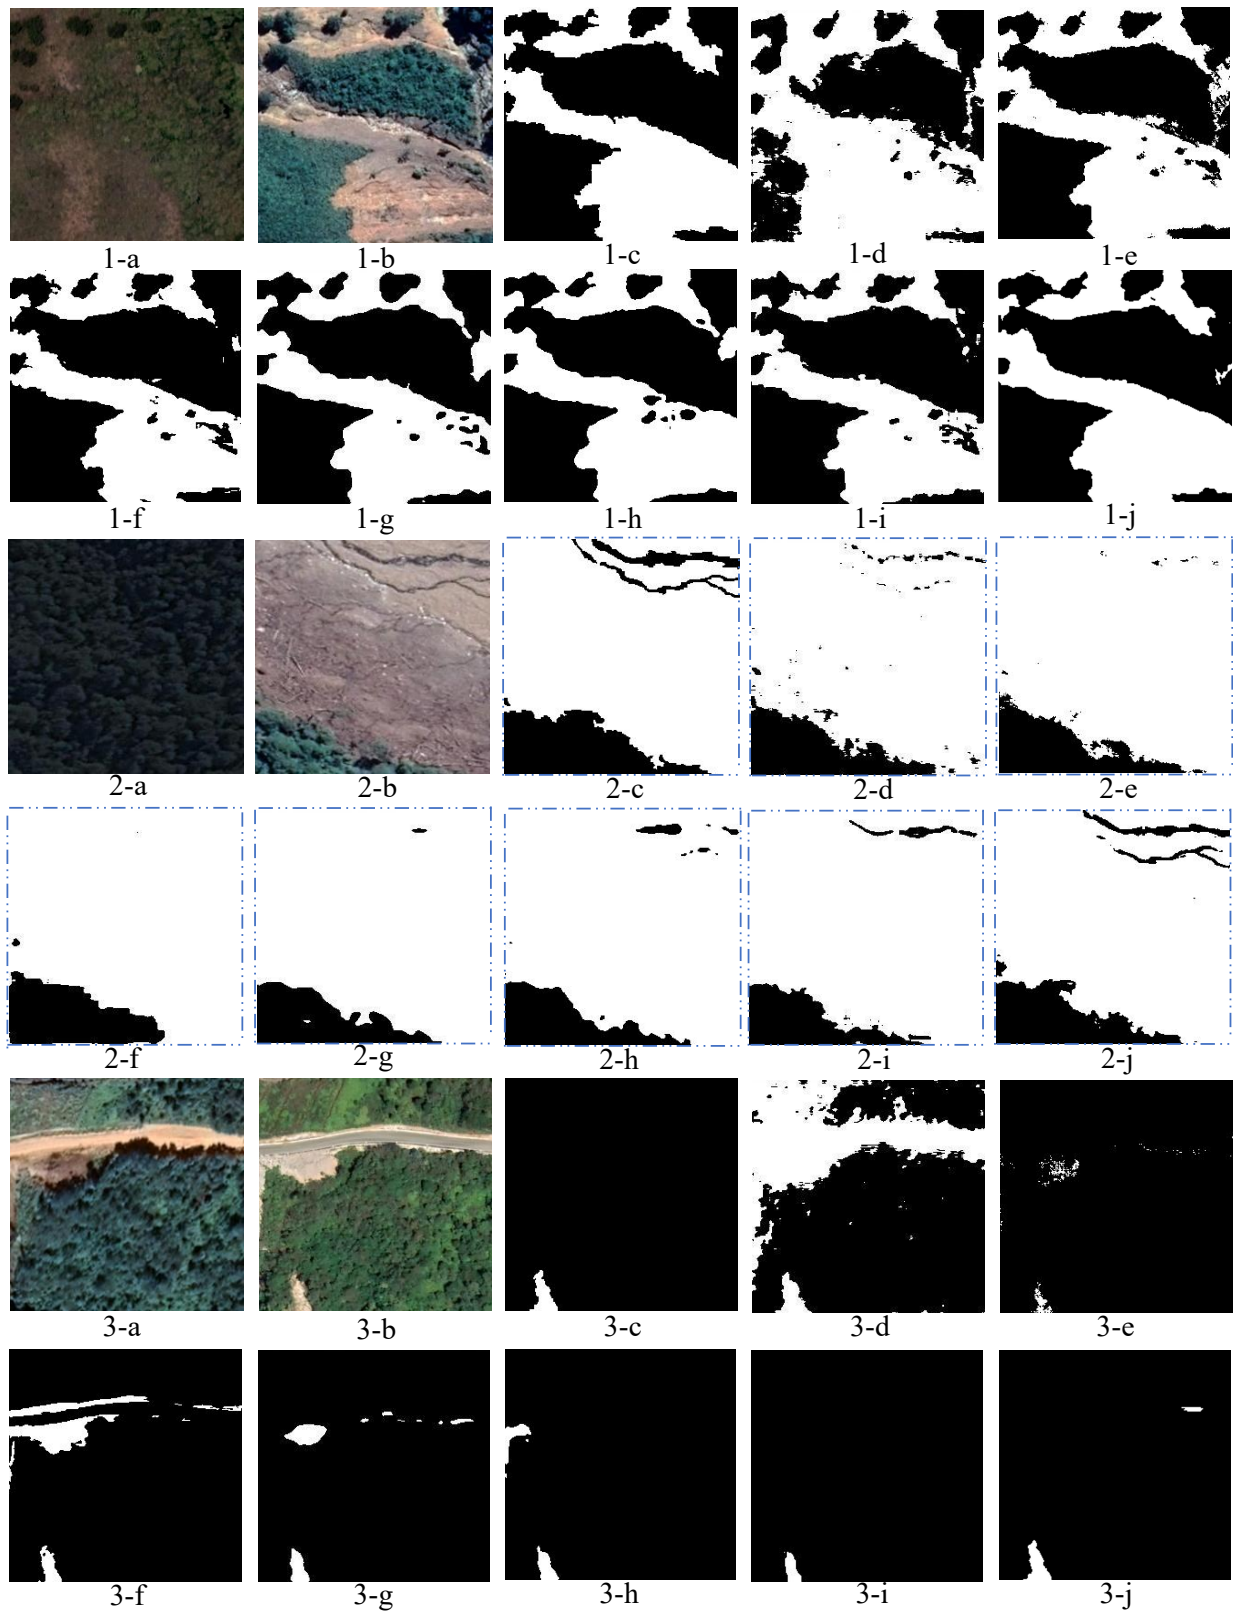 1-a 1-b 1-c 1-d 1-e
1-f 1-g 1-h 1-i 1-j
2-a 2-b 2-c 2-d 2-e
2-f 2-g 2-h 2-i 2-j
3-a 3-b 3-c 3-d 3-e
3-f 3-g 3-h 3-i 3-j